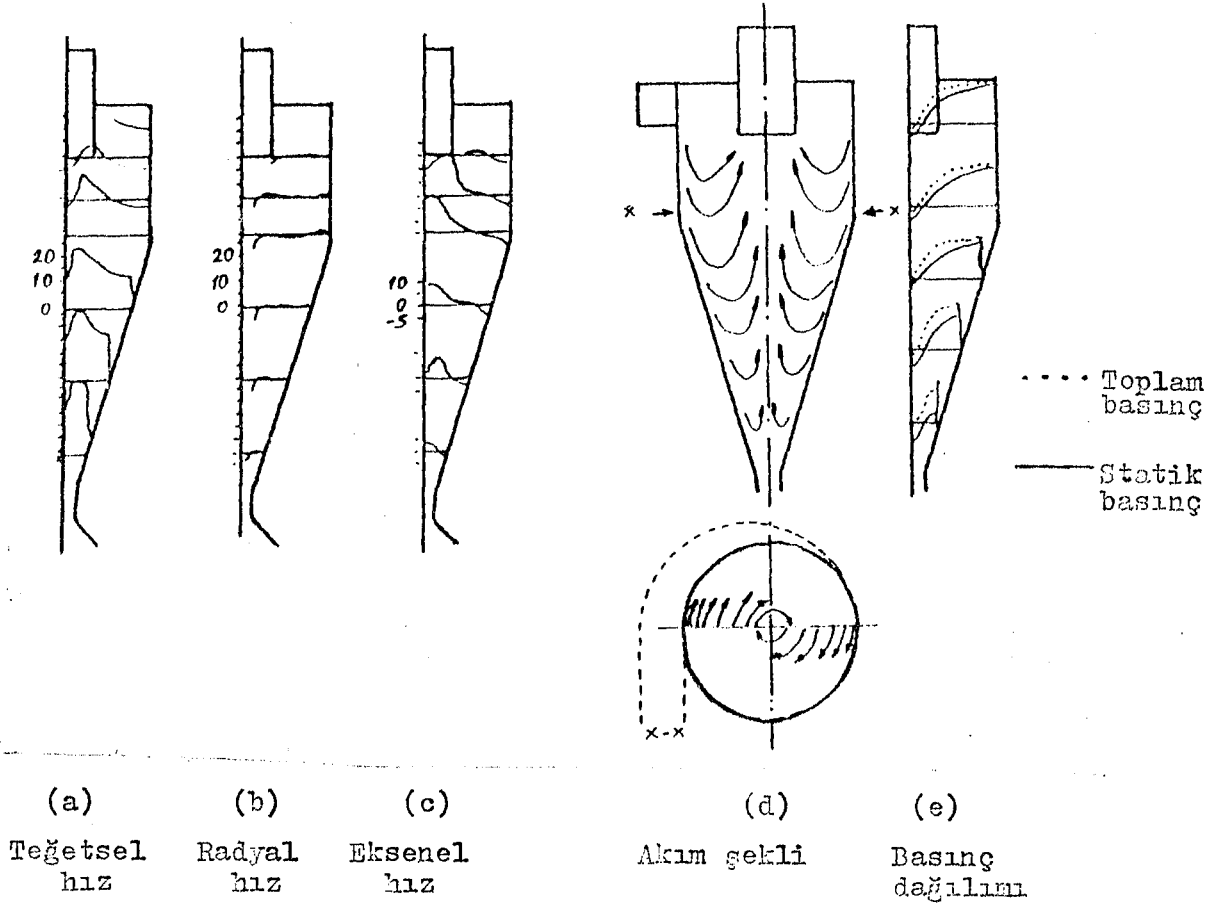 20
10
0
20
10
0
10
0
-5
x
x
.... Toplam
basınç
Statik
basınç
x-x
(a)
(b)
(c)
(d)
(e)
Teğetsel
hız
Radyal
hız
Eksenel
hız
Akım şekli
Basınç
dağılımı